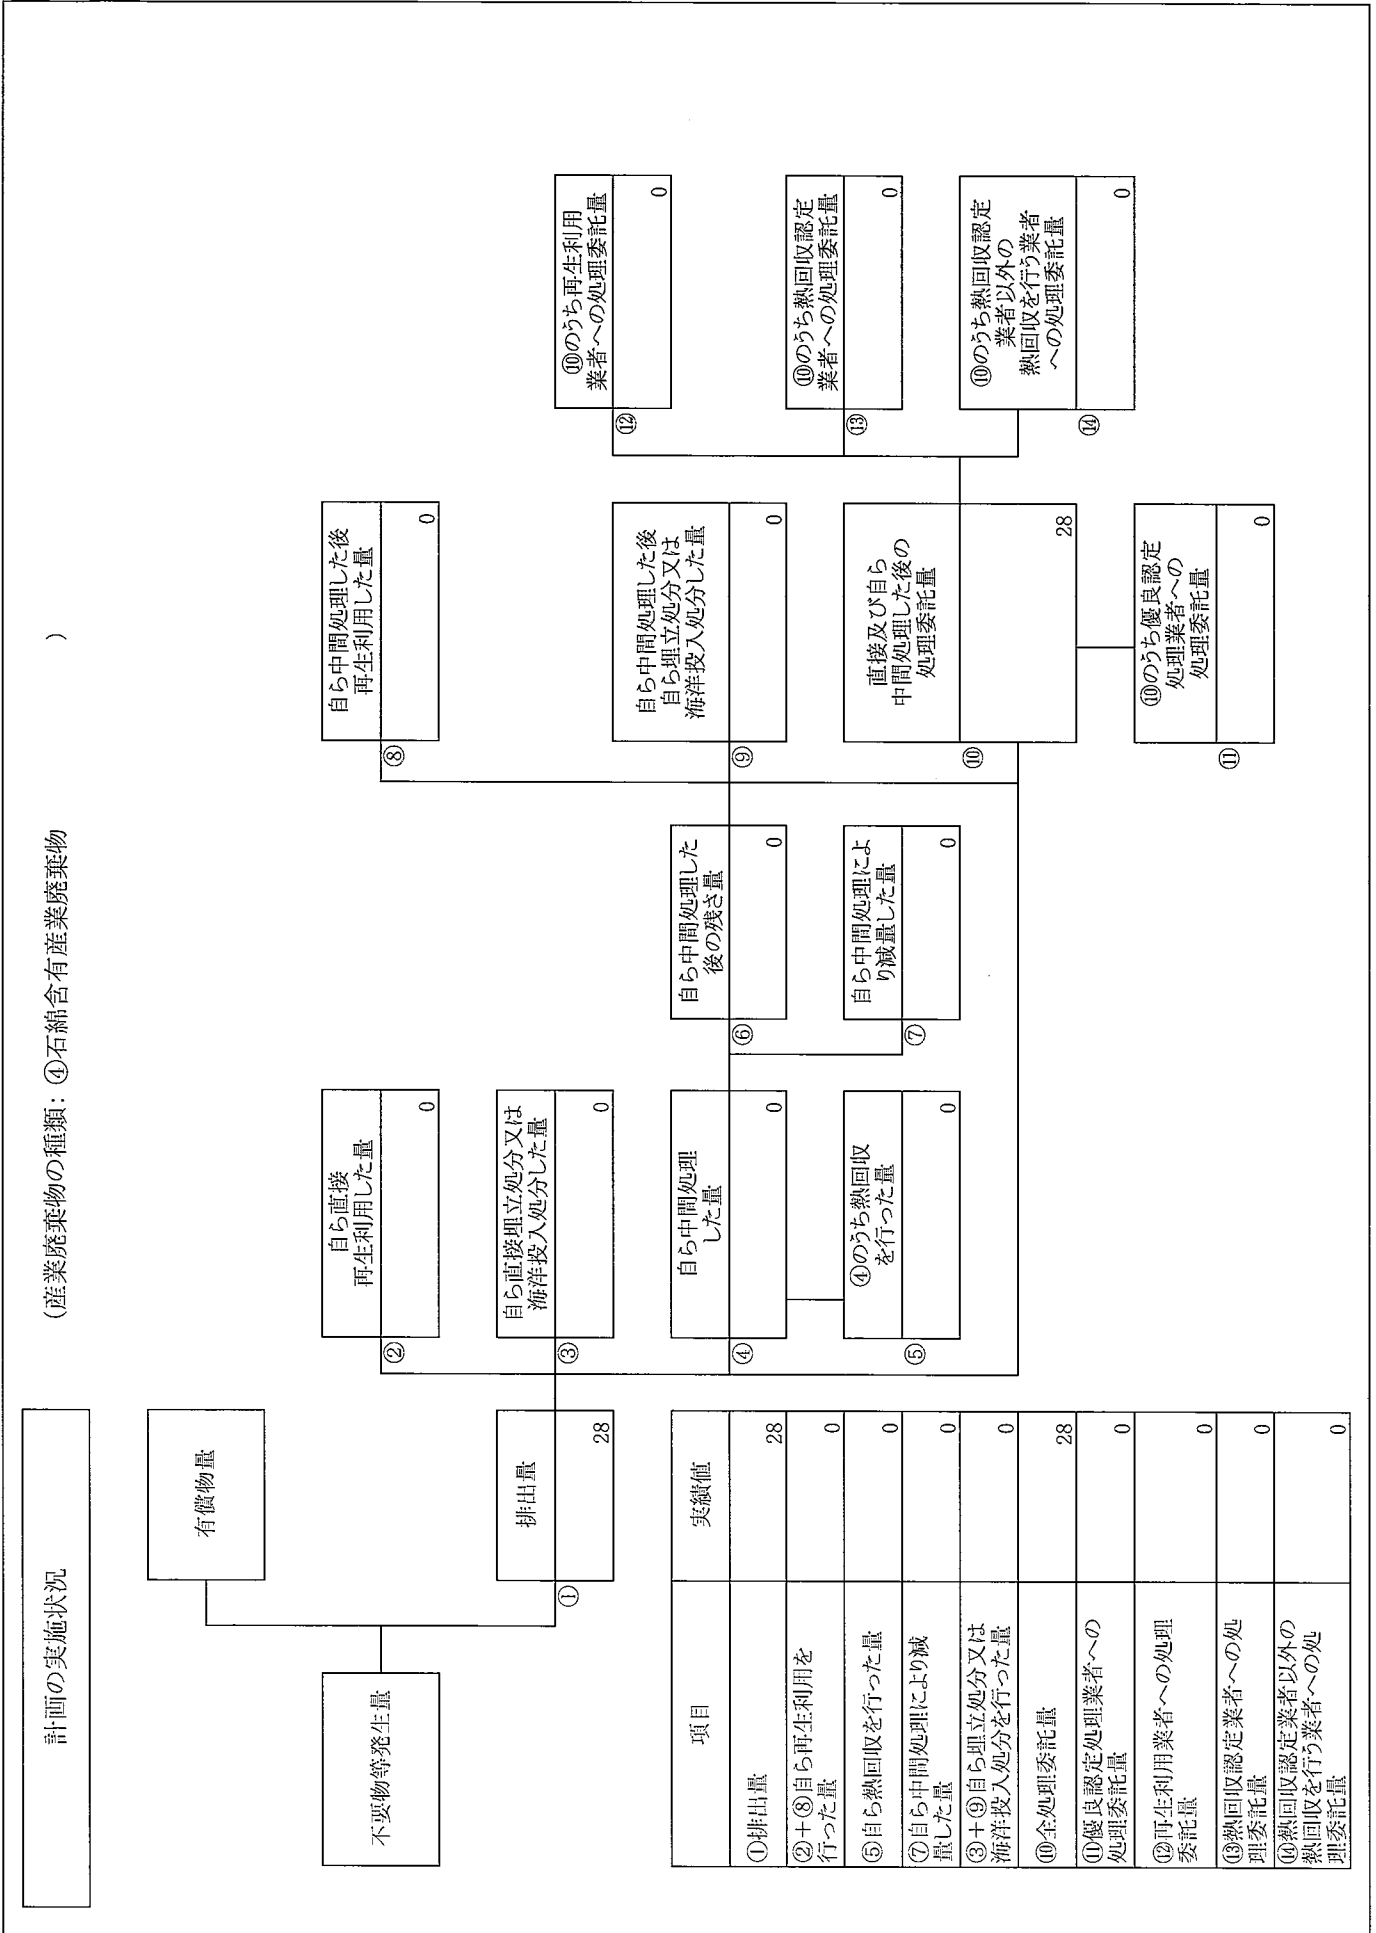 計画の実施状況
(産業廃棄物の種類: ④石綿含有産業廃棄物 )
有償物量
不要物等発生量
排出量
①
28
自ら直接
再生利用した量
②
0
自ら直接埋立処分又は
海洋投入処分した量
③
0
自ら中間処理
した量
④
0
④のうち熱回収
を行った量
⑤
0
自ら中間処理した
後の残さ量
⑥
0
自ら中間処理によ
り減量した量
⑦
0
自ら中間処理した後
再生利用した量
⑧
0
自ら中間処理した後
自ら埋立処分又は
海洋投入処分した量
⑨
0
直接及び自ら
中間処理した後の
処理委託量
⑩
28
⑩のうち優良認定
処理業者への
処理委託量
⑪
0
⑩のうち再生利用
業者への処理委託量
⑫
0
⑩のうち熱回収認定
業者への処理委託量
⑬
0
⑩のうち熱回収認定
業者以外の
熱回収を行う業者
への処理委託量
⑭
0
項目 実績値
①排出量 28
②+⑧自ら再生利用を
行った量 0
⑤自ら熱回収を行った量 0
⑦自ら中間処理により減
量した量 0
③+⑨自ら埋立処分又は
海洋投入処分を行った量 0
⑩全処理委託量 28
⑪優良認定処理業者への
処理委託量 0
⑫再生利用業者への処理
委託量 0
⑬熱回収認定業者への処
理委託量 0
⑭熱回収認定業者以外の
熱回収を行う業者への処
理委託量 0